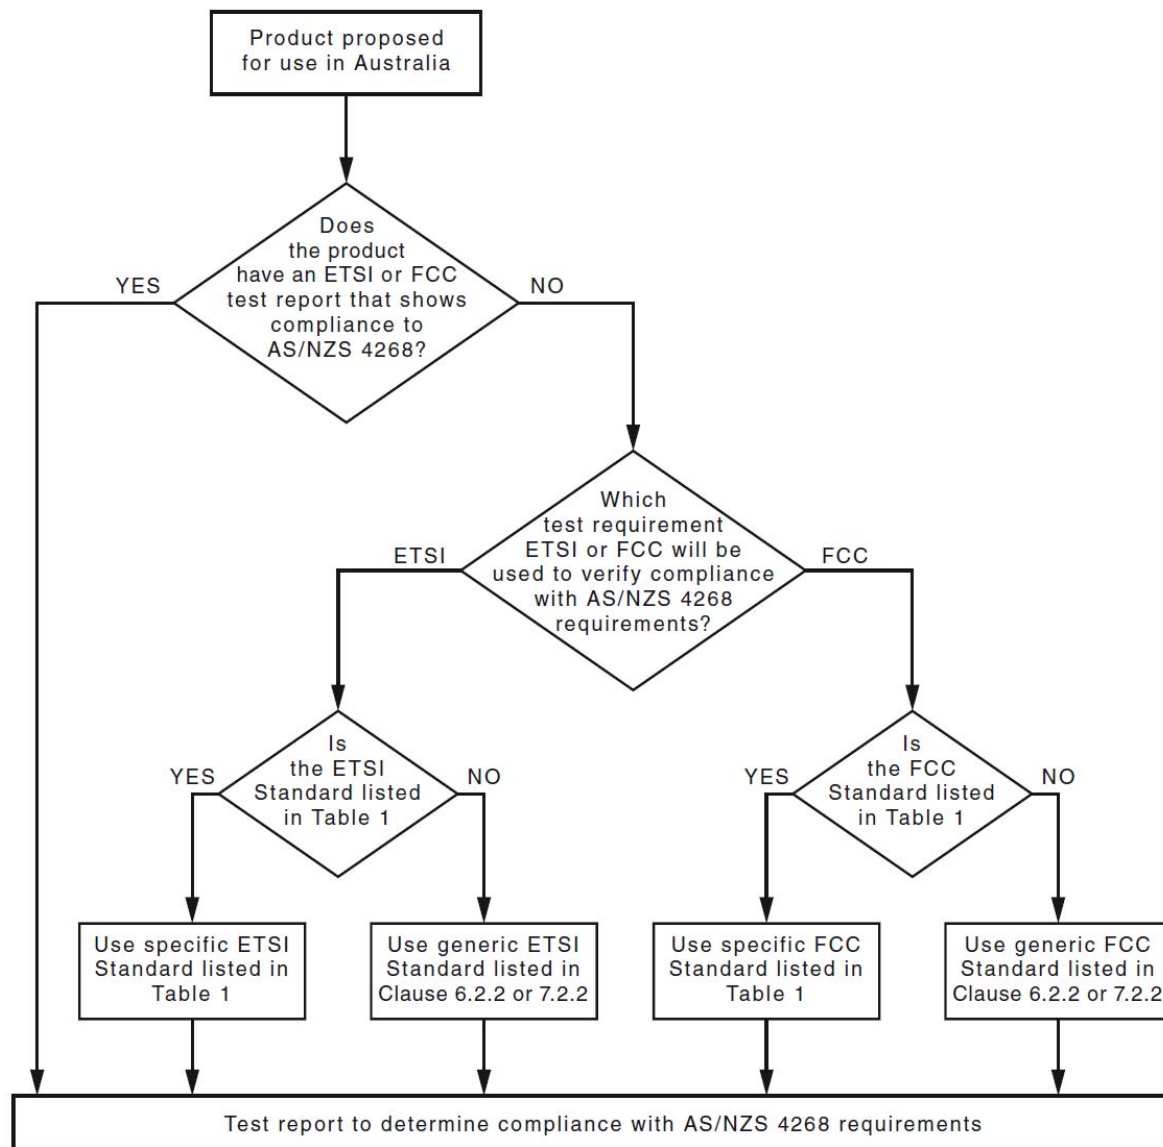 Product proposed
for use in Australia
Does
the product
have an ETSI or FCC
test report that shows
compliance to
AS/NZS 4268?
YES
NO
Which
test requirement
ETSI or FCC will be
used to verify compliance
with AS/NZS 4268
requirements?
ETSI
FCC
Is
the ETSI
Standard listed
in Table 1
YES
NO
Is
the FCC
Standard listed
in Table 1
YES
NO
Use specific ETSI
Standard listed in
Table 1
Use generic ETSI
Standard listed in
Clause 6.2.2 or 7.2.2
Use specific FCC
Standard listed in
Table 1
Use generic FCC
Standard listed in
Clause 6.2.2 or 7.2.2
Test report to determine compliance with AS/NZS 4268 requirements